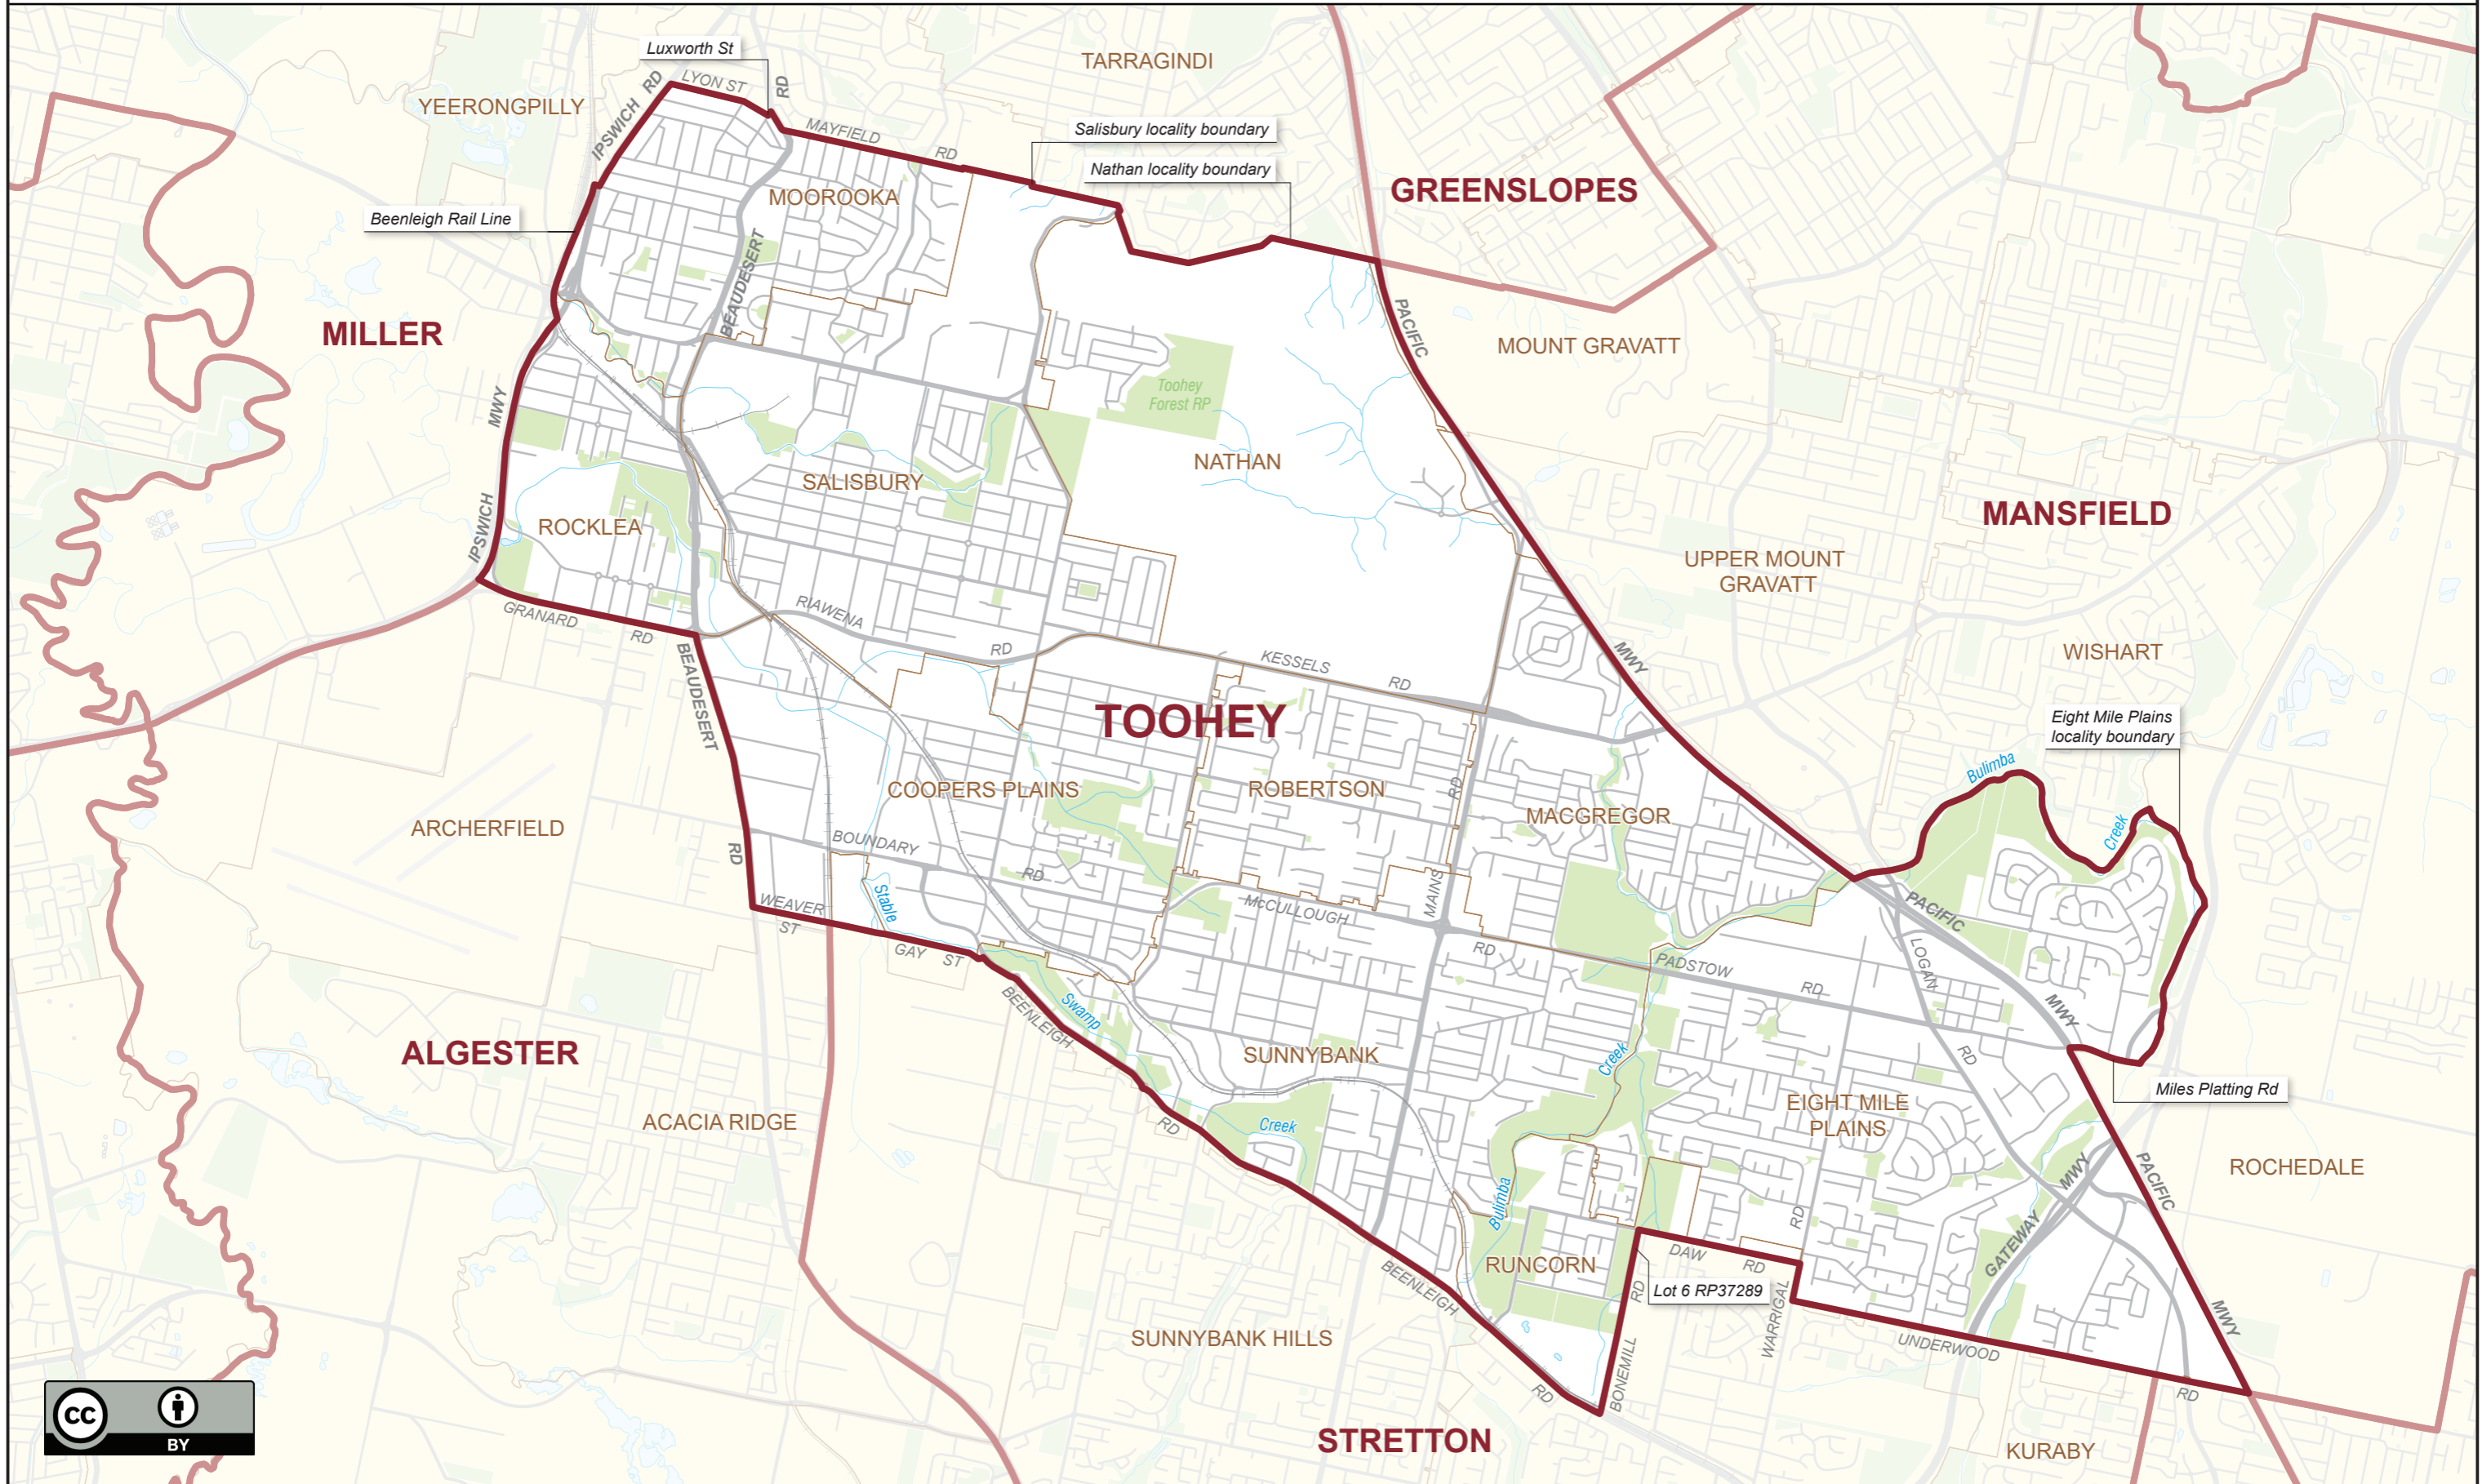 Luxworth St
TARRAGINDI
YEERONGPILLY
IPSWICH RD
LYON ST
RD
MAYFIELD
RD
Salisbury locality boundary
Nathan locality boundary
GREENSLOPES
MOOROOKA
Beenleigh Rail Line
BEAUDESERT
MILLER
PACIFIC
MOUNT GRAVATT
Toohey
Forest RP
MWY
NATHAN
SALISBURY
MANSFIELD
IPSWICH
ROCKLEA
UPPER MOUNT
GRAVATT
GRANARD
RD
RIAWENA
RD
KESSELS
RD
MWY
WISHART
BEAUDESERT
TOOHEY
Eight Mile Plains
locality boundary
Bulimba
Creek
COOPERS PLAINS
ROBERTSON
RD
MACGREGOR
ARCHERFIELD
BOUNDARY
RD
RD
WEAVER
ST
Stable
McCULLOUGH
MAINS
RD
PACIFIC
LOGAN
GAY ST
PADSTOW
RD
Swamp
BEENLEIGH
MWY
RD
ALGESTER
SUNNYBANK
Creek
Miles Platting Rd
EIGHT MILE
PLAINS
ACACIA RIDGE
RD
Creek
ROCHEDALE
MWY
PACIFIC
Bulimba
RD
GATEWAY
RUNCORN
DAW
RD
BEENLEIGH
RD
Lot 6 RP37289
WARRIGAL
MWY
SUNNYBANK HILLS
UNDERWOOD
BONEMILL
RD
RD
STRETTON
KURABY
CC
BY